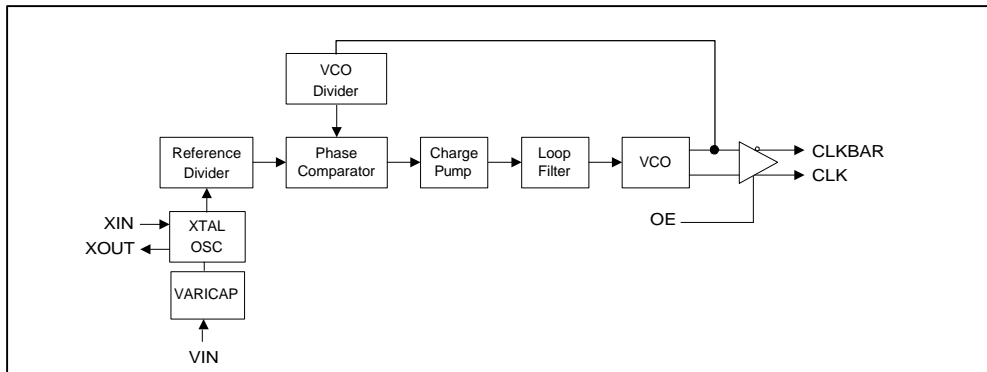 VCO
Divider
Reference
Divider
Phase
Comparator
Charge
Pump
Loop
Filter
VCO
CLKBAR
CLK
OE
XIN
XOUT
XTAL
OSC
VARICAP
VIN